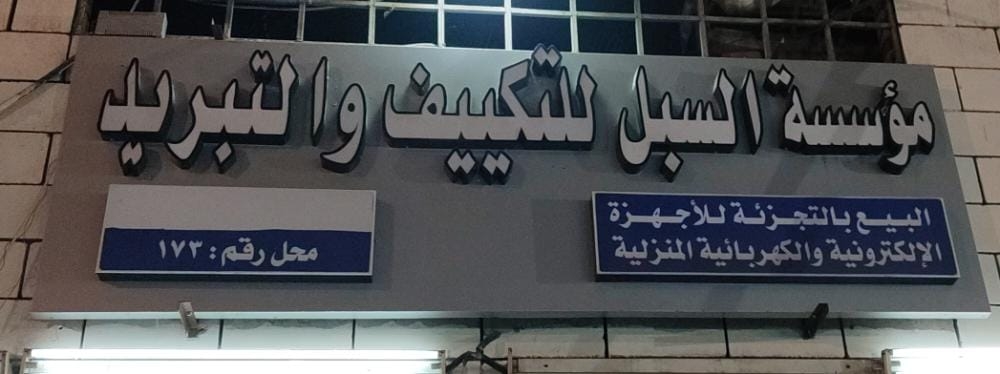 مؤسسة السبل للتكييف والتبريد
البيع بالتجزئة للأجهزة
الإلكترونية والكهربائية المنزلية
محل رقم : ١٧٣